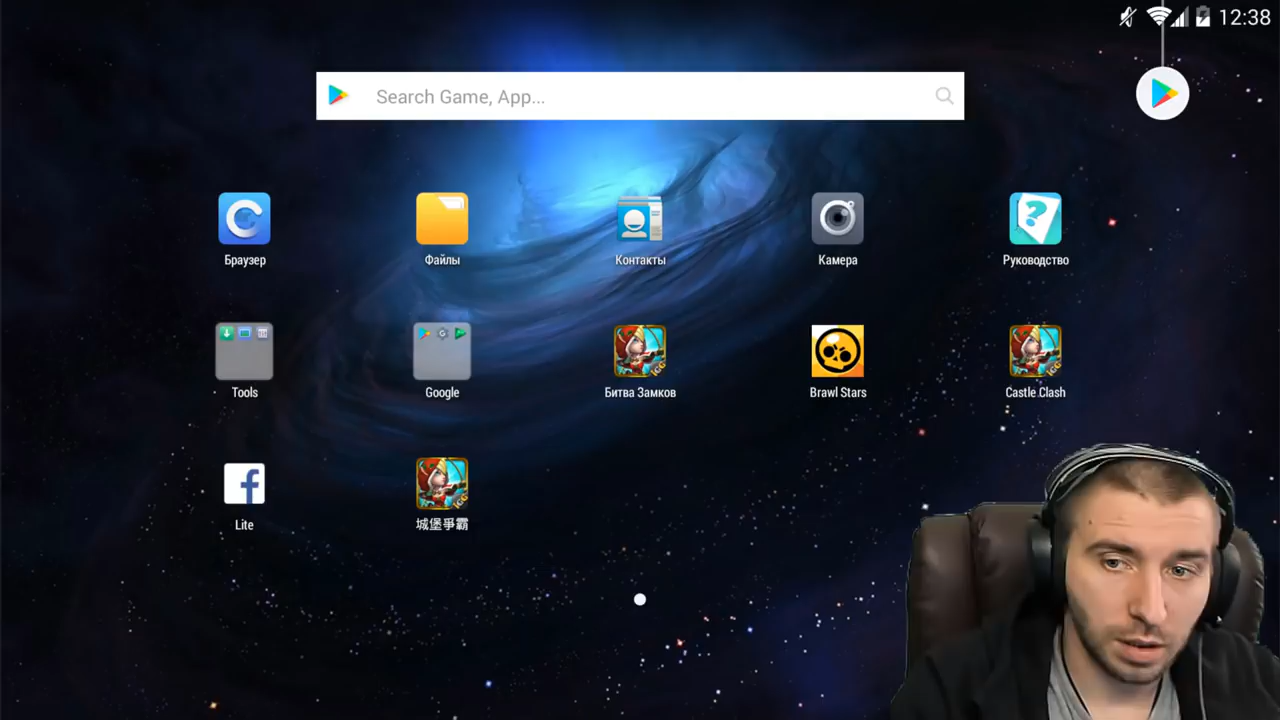 12:38
Search Game, App...
Браузер
Файлы
Контакты
Камера
Руководство
Tools
Google
Битва Замков
Brawl Stars
Castle Clash
Lite
城堡爭霸